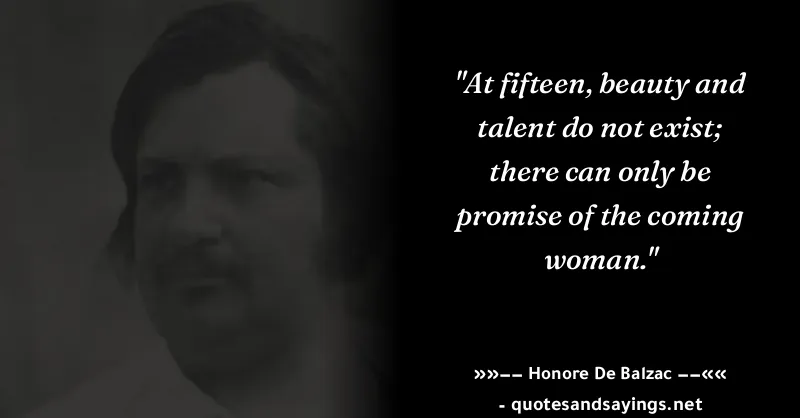 "At fifteen, beauty and
talent do not exist;
there can only be
promise of the coming
woman."
»»−− Honore De Balzac −−««
- quotesandsayings.net